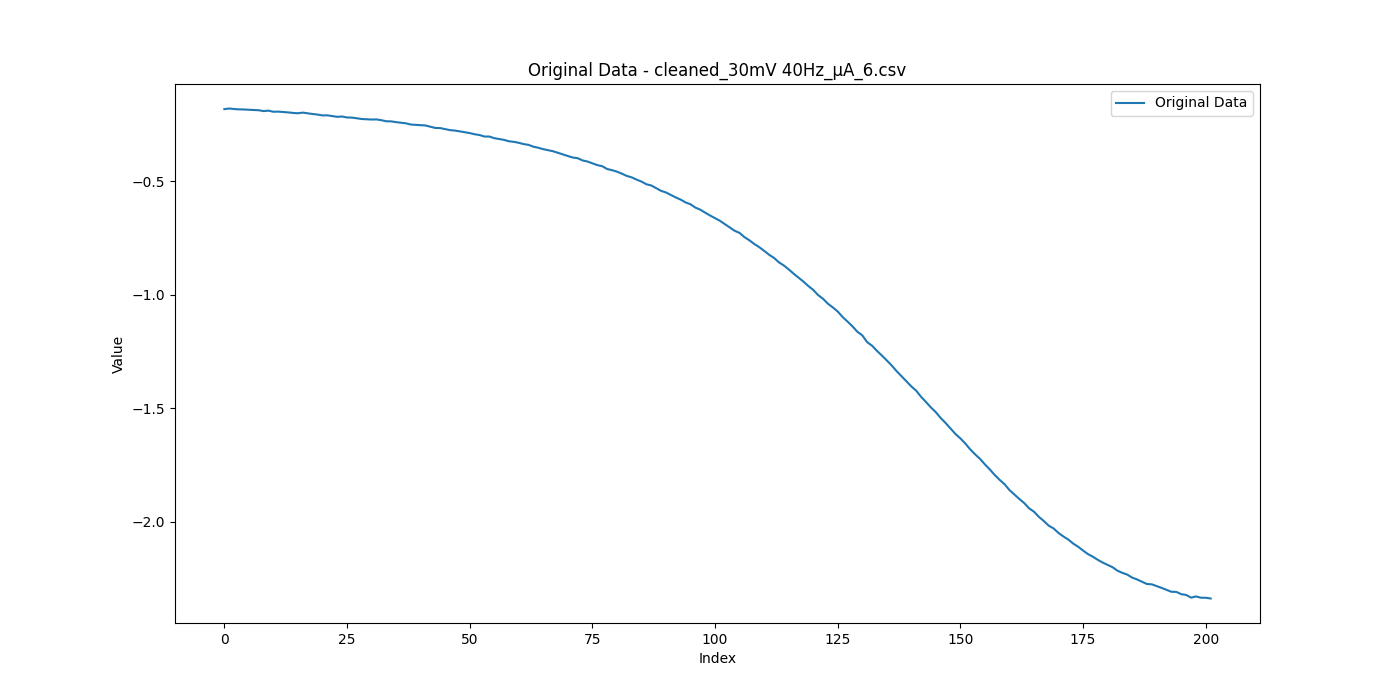 Original Data - cleaned_30mV 40Hz_μA_6.csv
Original Data
−0.5
−1.0
−1.5
−2.0
Value
0 25 50 75 100 125 150 175 200
Index